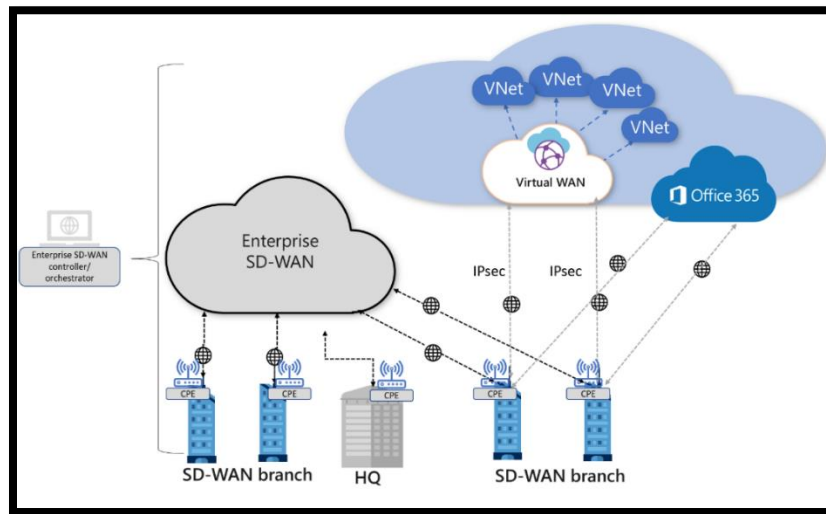 VNet
VNet
VNet
VNet
Virtual WAN
Office 365
Enterprise
SD-WAN
Enterprise SD-WAN
controller/
orchestrator
IPsec
IPsec
CPE
CPE
CPE
CPE
CPE
SD-WAN branch
HQ
SD-WAN branch